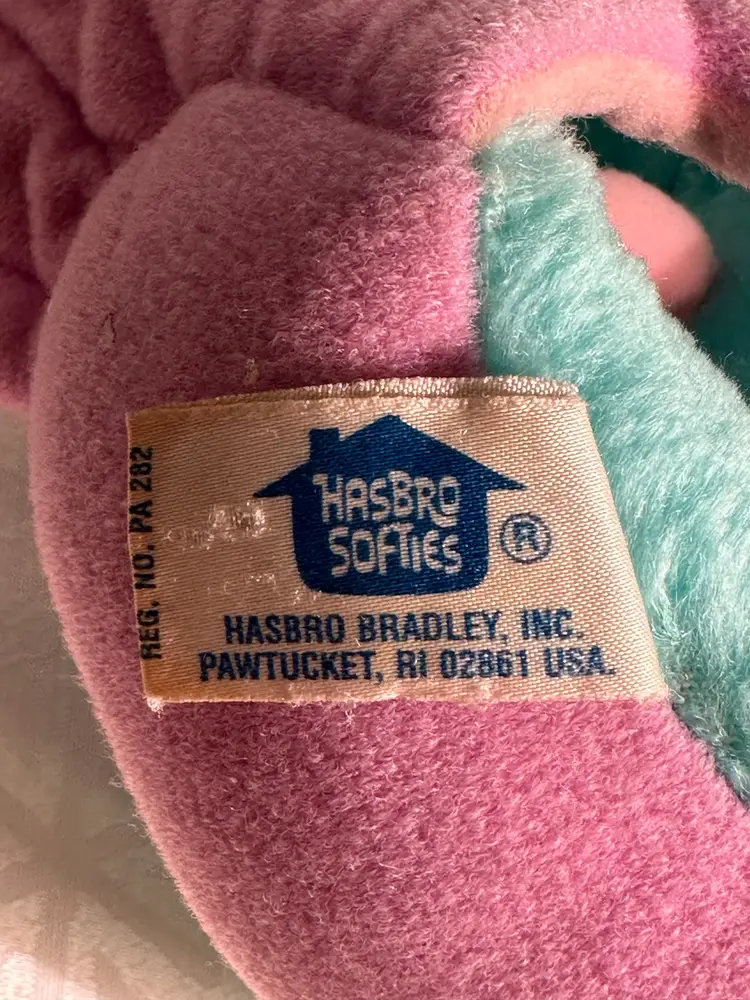 HASBRO
SOFTIES
®
HASBRO BRADLEY, INC.
PAWTUCKET, RI 02861 USA.
REG. NO. PA 282